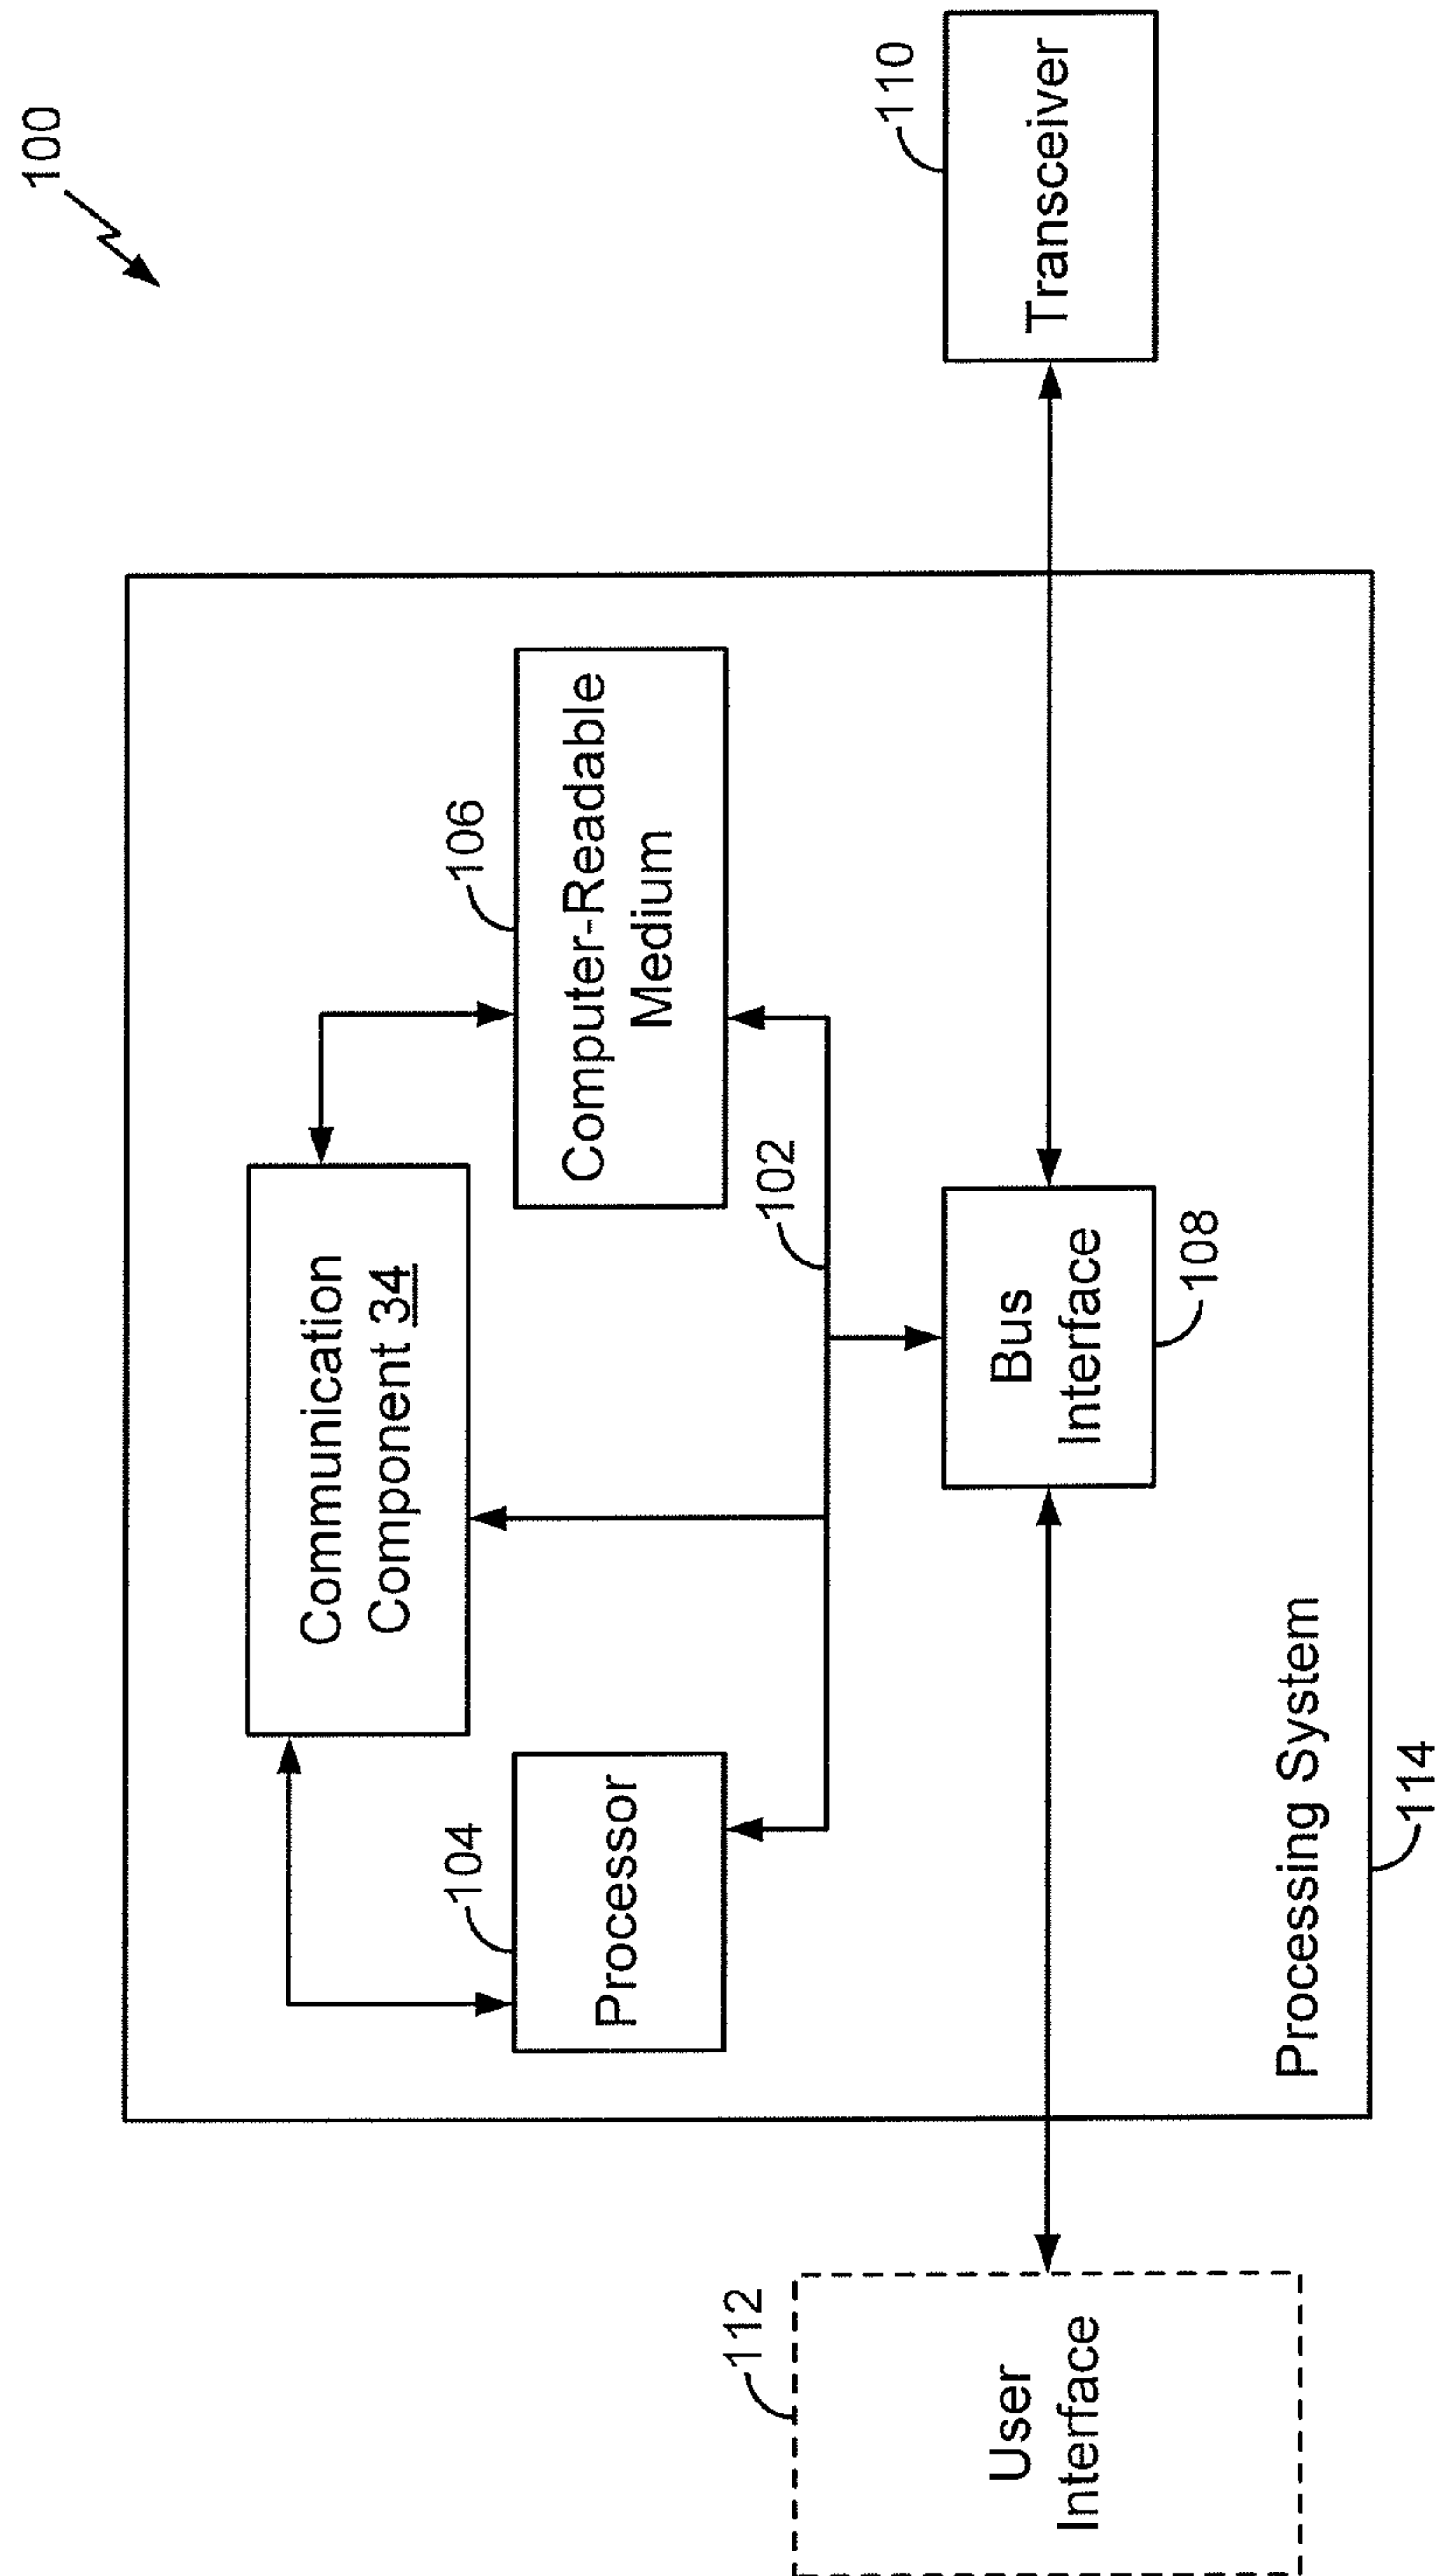 100
Communication
Component 34
104
106
Processor
Computer-Readable
Medium
102
112
110
User
Interface
Bus
Interface
Transceiver
108
Processing System
114